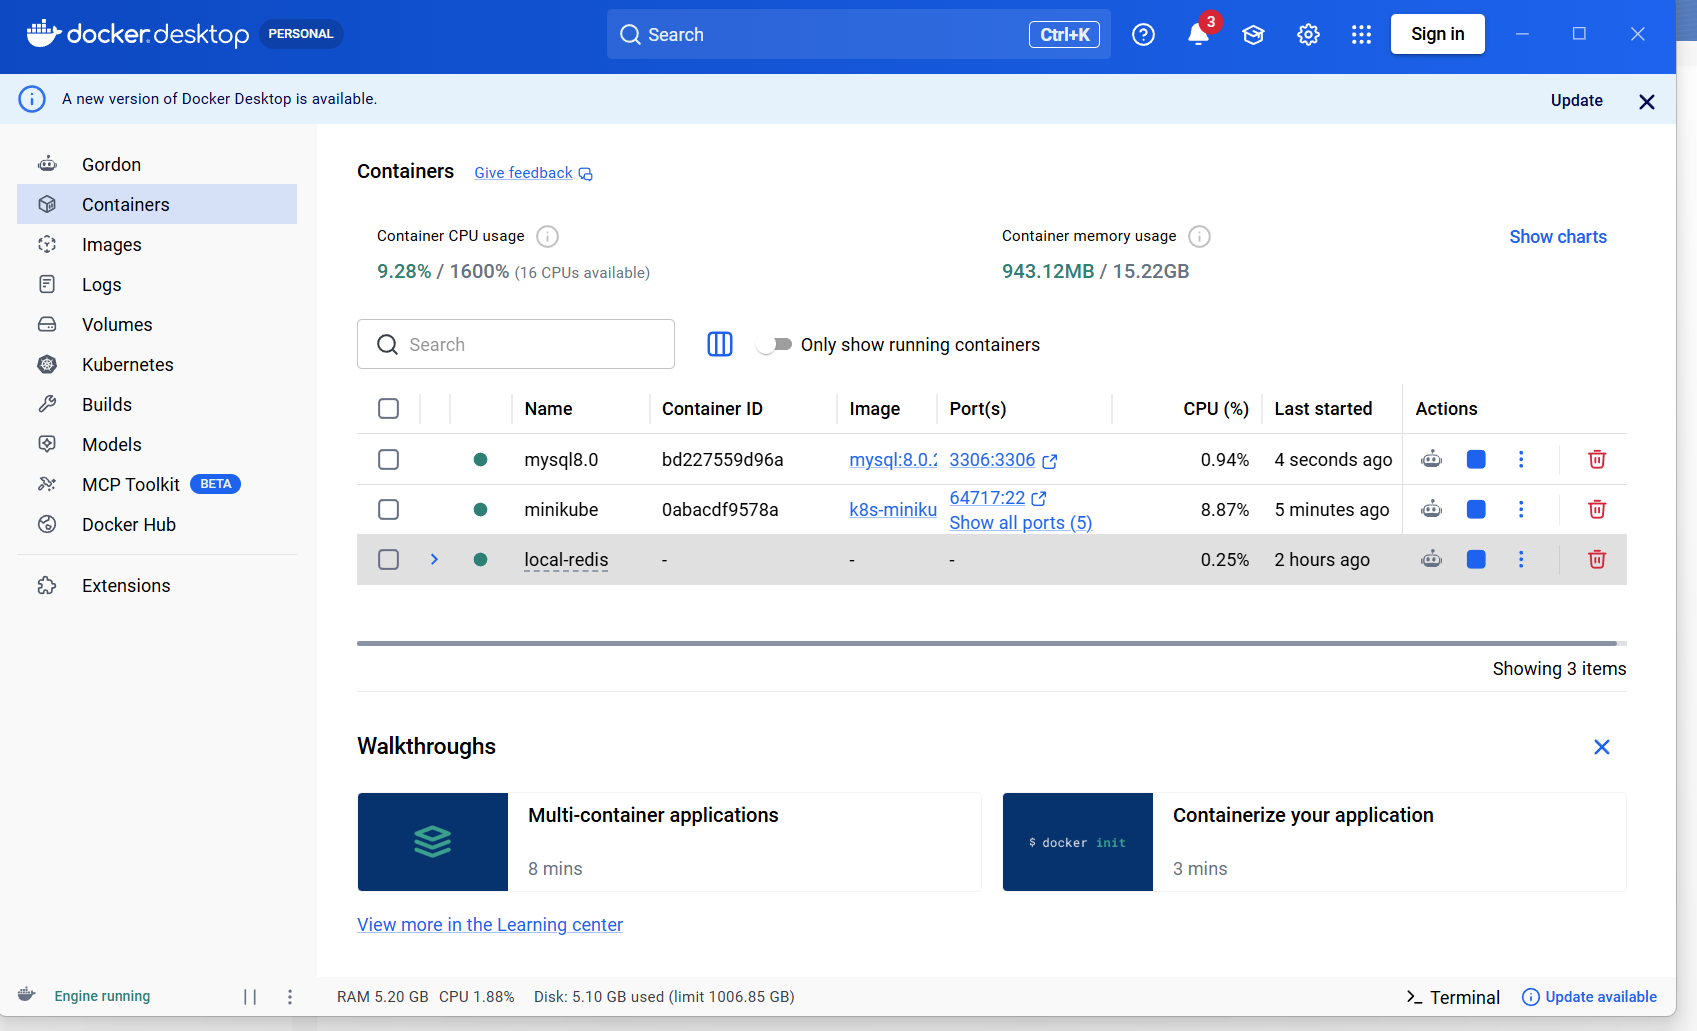 docker.desktop PERSONAL
Search Ctrl+K
3
Sign in
A new version of Docker Desktop is available.
Update
Gordon
Containers
Images
Logs
Volumes
Kubernetes
Builds
Models
MCP Toolkit BETA
Docker Hub
Extensions
Containers Give feedback
Container CPU usage
9.28% / 1600% (16 CPUs available)
Container memory usage
943.12MB / 15.22GB
Show charts
Search
Only show running containers
Name Container ID Image Port(s) CPU (%) Last started Actions
mysql8.0 bd227559d96a mysql:8.0.2 3306:3306 0.94% 4 seconds ago
minikube 0abacdf9578a k8s-miniku 64717:22 8.87% 5 minutes ago
Show all ports (5)
local-redis - - - 0.25% 2 hours ago
Showing 3 items
Walkthroughs
Multi-container applications
8 mins
$ docker init
Containerize your application
3 mins
View more in the Learning center
Engine running
RAM 5.20 GB CPU 1.88% Disk: 5.10 GB used (limit 1006.85 GB)
Terminal
Update available